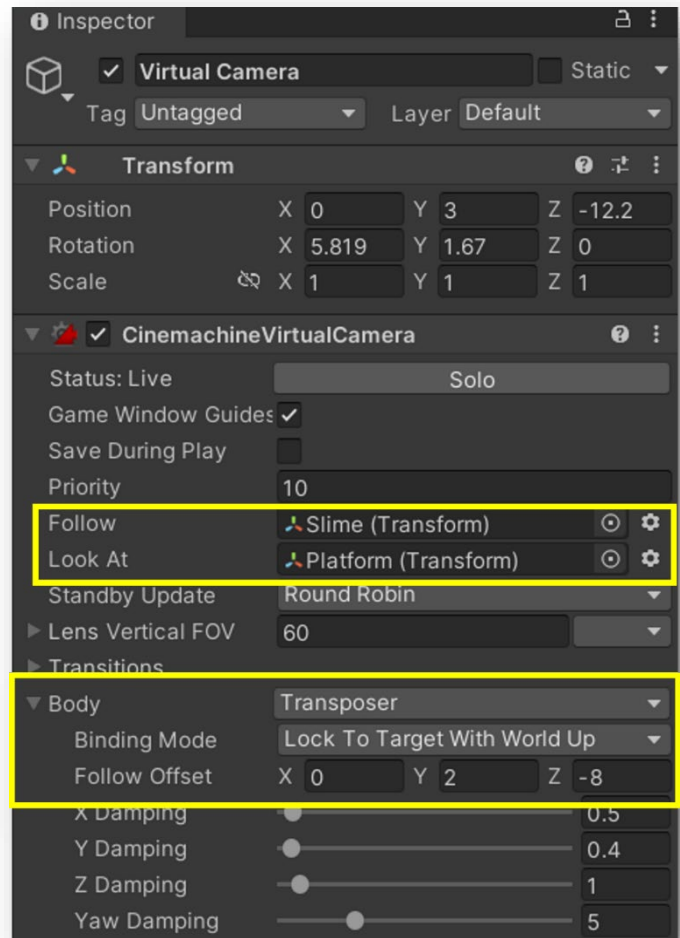 Inspector
Virtual Camera Static
Tag Untagged Layer Default
Transform
Position X 0 Y 3 Z -12.2
Rotation X 5.819 Y 1.67 Z 0
Scale X 1 Y 1 Z 1
CinemachineVirtualCamera
Status: Live Solo
Game Window Guides
Save During Play
Priority 10
Follow Slime (Transform)
Look At Platform (Transform)
Standby Update Round Robin
Lens Vertical FOV 60
Transitions
Body Transposer
Binding Mode Lock To Target With World Up
Follow Offset X 0 Y 2 Z -8
X Damping 0.5
Y Damping 0.4
Z Damping 1
Yaw Damping 5